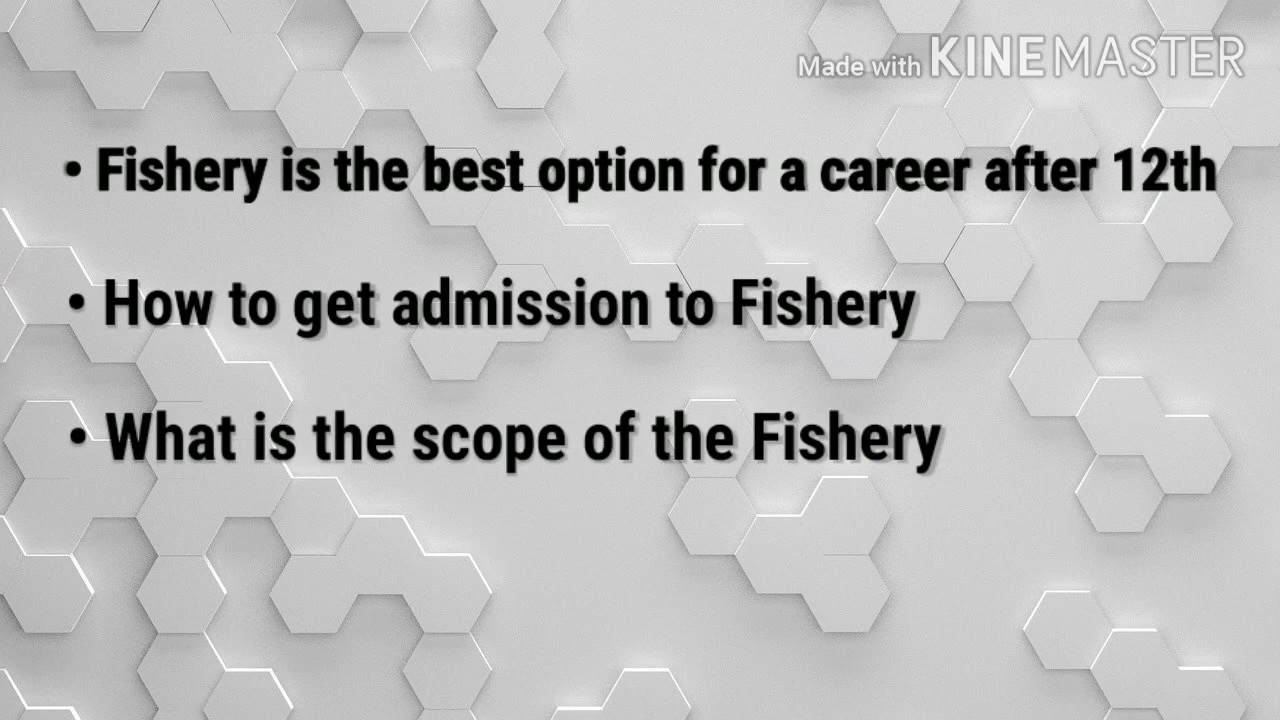 Made with KINEMASTER
• Fishery is the best option for a career after 12th
• How to get admission to Fishery
• What is the scope of the Fishery